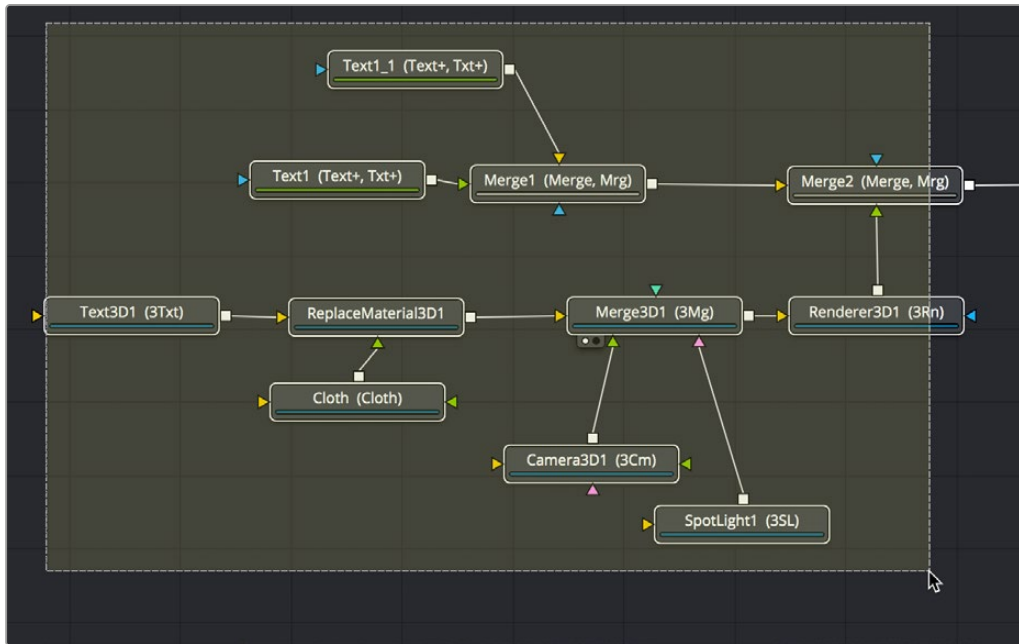 Text1_1 (Text+, Txt+)
Text1 (Text+, Txt+)
Merge1 (Merge, Mrg)
Merge2 (Merge, Mrg)
Text3D1 (3Txt)
ReplaceMaterial3D1
Merge3D1 (3Mg)
Renderer3D1 (3Rn)
Cloth (Cloth)
Camera3D1 (3Cm)
SpotLight1 (3SL)